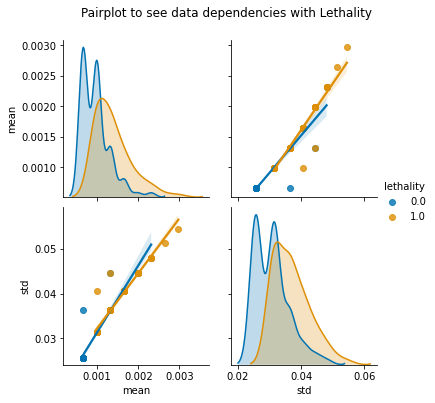 Pairplot to see data dependencies with Lethality
0.0030
0.0025
0.0020
0.0015
0.0010
mean
lethality
0.0
1.0
0.05
0.04
0.03
std
0.001 0.002 0.003
0.02 0.04 0.06
mean
std